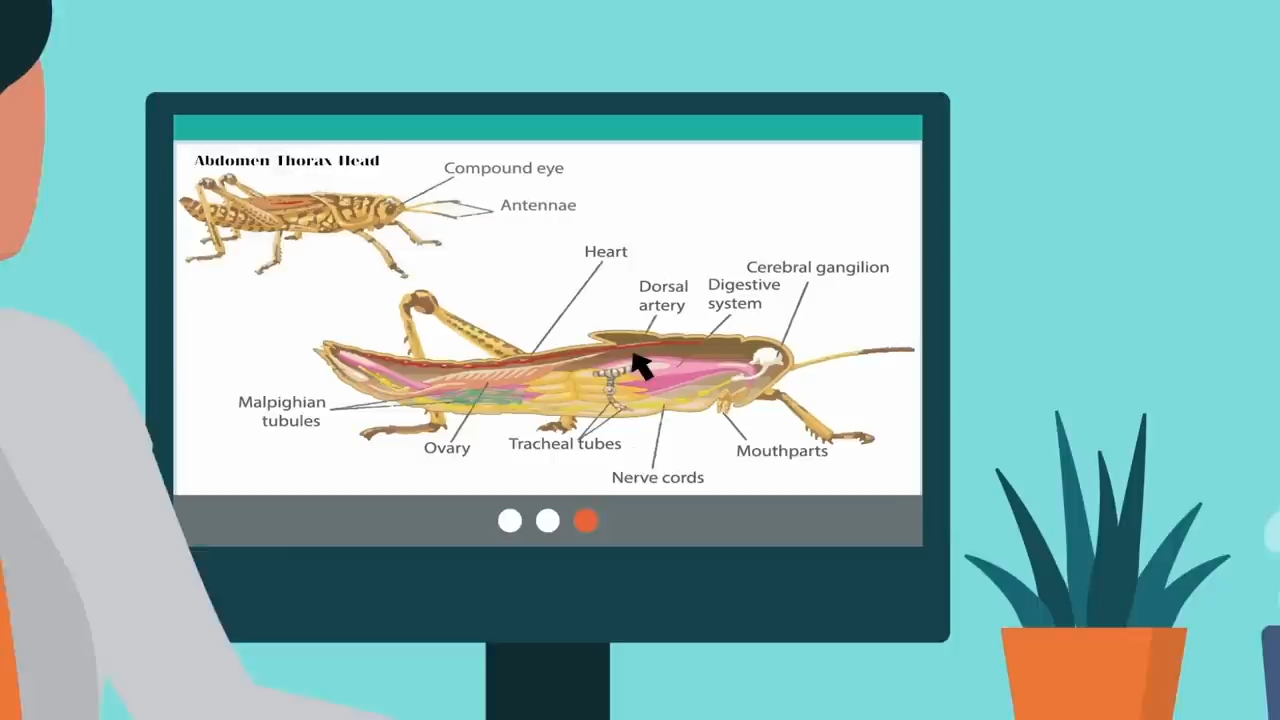 Abdomen Thorax Head
Compound eye
Antennae
Heart
Cerebral gangilion
Dorsal
artery
Digestive
system
Malpighian
tubules
Ovary
Tracheal tubes
Mouthparts
Nerve cords